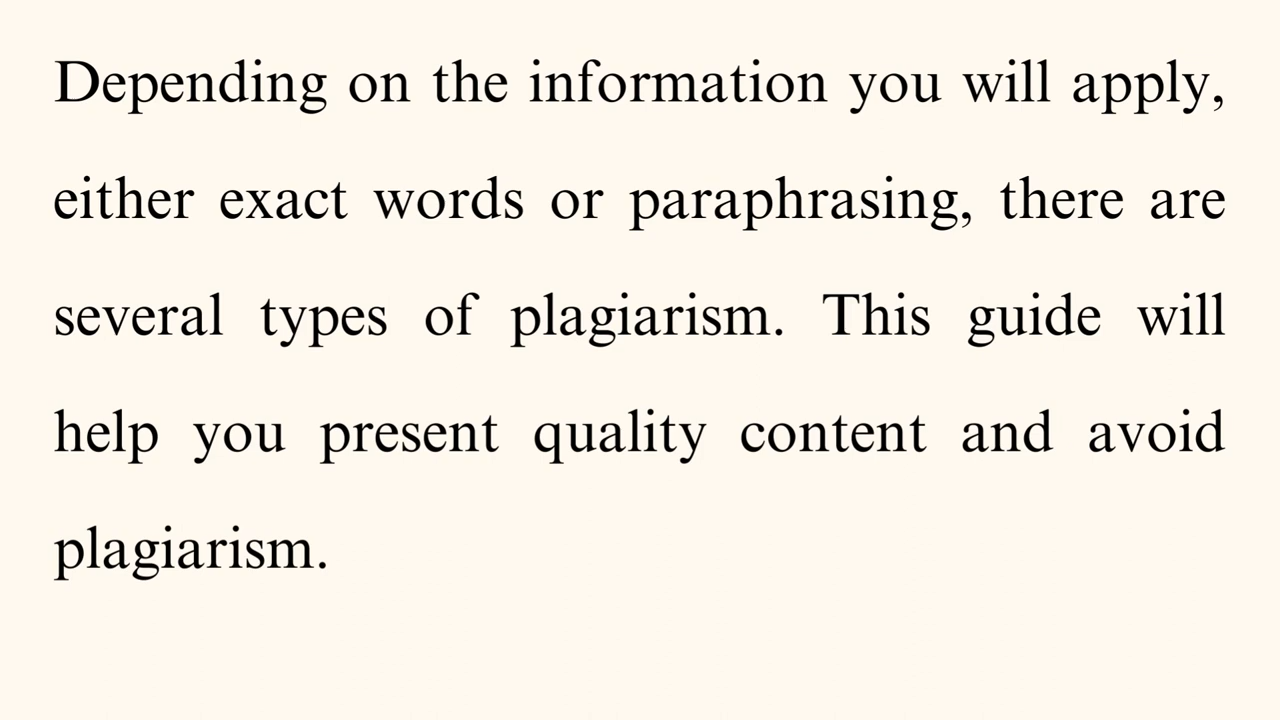 Depending on the information you will apply,
either exact words or paraphrasing, there are
several types of plagiarism. This guide will
help you present quality content and avoid
plagiarism.